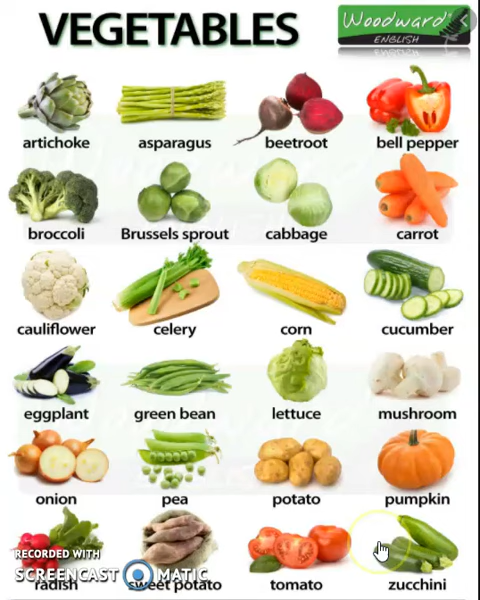 VEGETABLES
Woodward
ENGLISH
artichoke asparagus beetroot bell pepper
broccoli Brussels sprout cabbage carrot
cauliflower celery corn cucumber
eggplant green bean lettuce mushroom
onion pea potato pumpkin
RECORDED WITH
SCREENCAST MATIC
radish sweet potato tomato zucchini